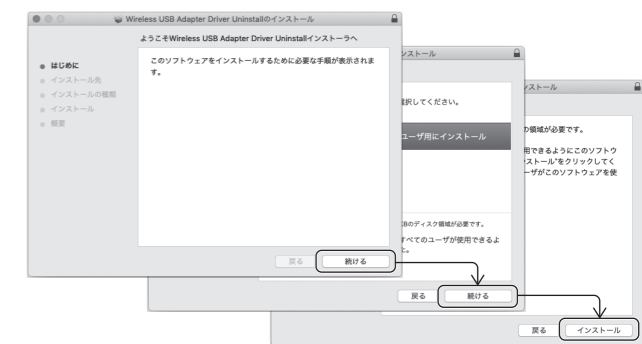 Wireless USB Adapter Driver Uninstallのインストール
ようこそWireless USB Adapter Driver Uninstallインストーラへ
はじめに
インストール先
インストールの種類
インストール
概要
このソフトウェアをインストールするために必要な手順が表示されま
す。
戻る
続ける
ンストール
選択してください。
ユーザ用にインストール
Bのディスク領域が必要です。
すべてのユーザが使用できるよ
戻る
続ける
ンストール
の領域が必要です。
用できるようにこのソフトウ
ンストール"をクリックしてく
ーザがこのソフトウェアを使
戻る
インストール